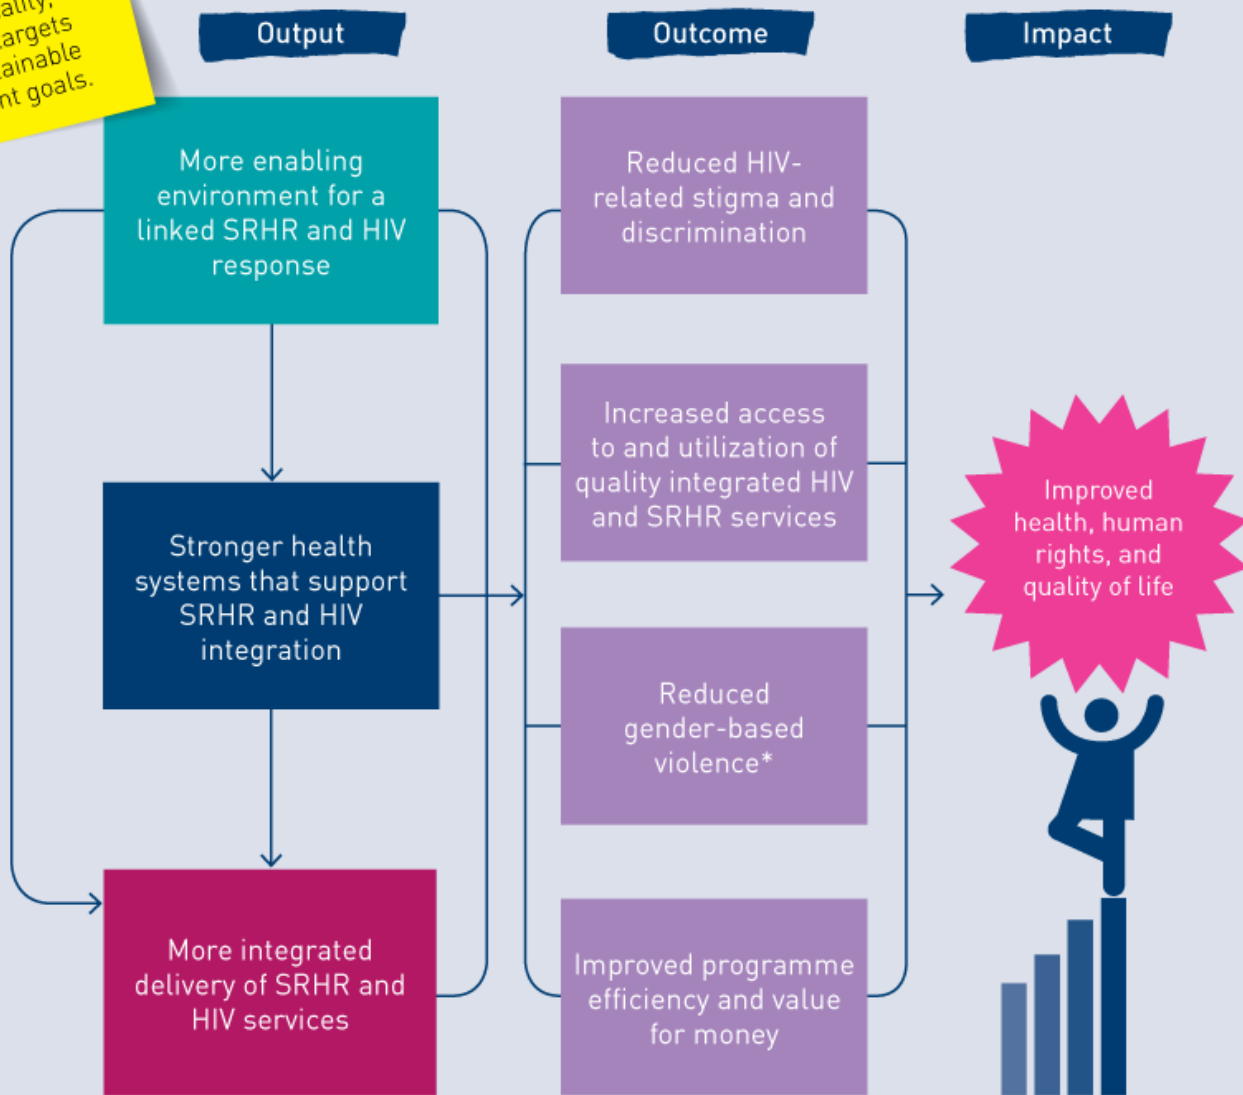 targets
nt goals.
Output
Outcome
Impact
More enabling
environment for a
linked SRHR and HIV
response
Stronger health
systems that support
SRHR and HIV
integration
More integrated
delivery of SRHR and
HIV services
Reduced HIV-
related stigma and
discrimination
Increased access
to and utilization of
quality integrated HIV
and SRHR services
Reduced
gender-based
violence*
Improved programme
efficiency and value
for money
Improved
health, human
rights, and
quality of life